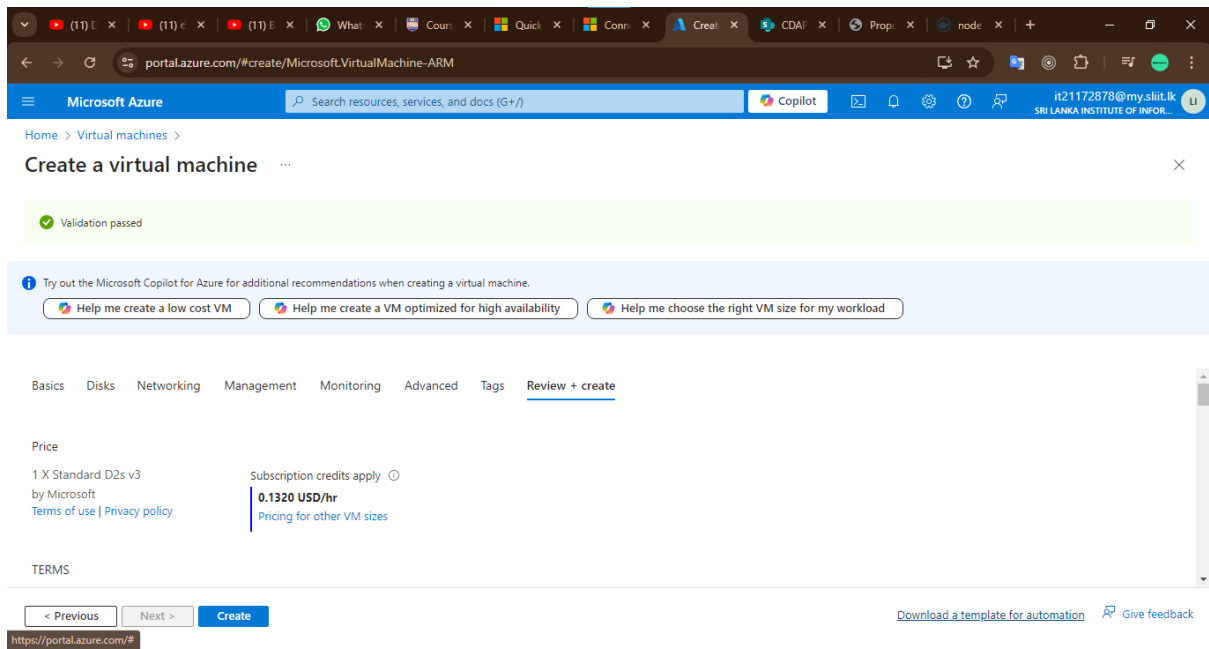 (11) D
(11) €
(11) B
What:
Cours
Quick
Conn
Creat
CDAP
Propo
node
portal.azure.com/#create/Microsoft.VirtualMachine-ARM
Microsoft Azure
Search resources, services, and docs (G+/)
Copilot
it21172878@my.sliit.lk
SRI LANKA INSTITUTE OF INFOR...
LI
Home > Virtual machines >
Create a virtual machine ...
Validation passed
Try out the Microsoft Copilot for Azure for additional recommendations when creating a virtual machine.
Help me create a low cost VM
Help me create a VM optimized for high availability
Help me choose the right VM size for my workload
Basics Disks Networking Management Monitoring Advanced Tags Review + create
Price
1 X Standard D2s v3
by Microsoft
Terms of use | Privacy policy
Subscription credits apply
0.1320 USD/hr
Pricing for other VM sizes
TERMS
< Previous Next > Create
Download a template for automation
Give feedback
https://portal.azure.com/#